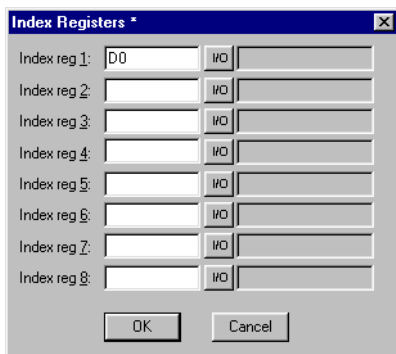 Index Registers *
Index reg 1: D0 I/O
Index reg 2: I/O
Index reg 3: I/O
Index reg 4: I/O
Index reg 5: I/O
Index reg 6: I/O
Index reg 7: I/O
Index reg 8: I/O
OK Cancel